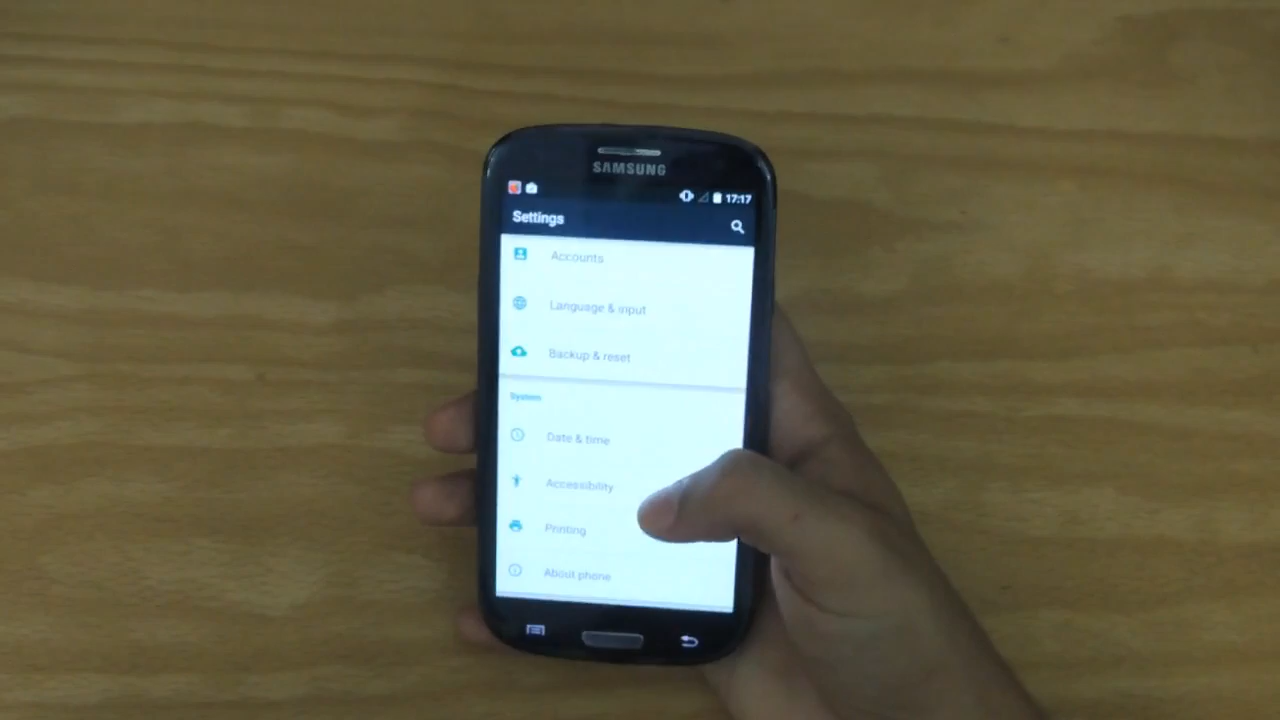 SAMSUNG
17:17
Settings
Accounts
Language & input
Backup & reset
System
Date & time
Accessibility
Printing
About phone